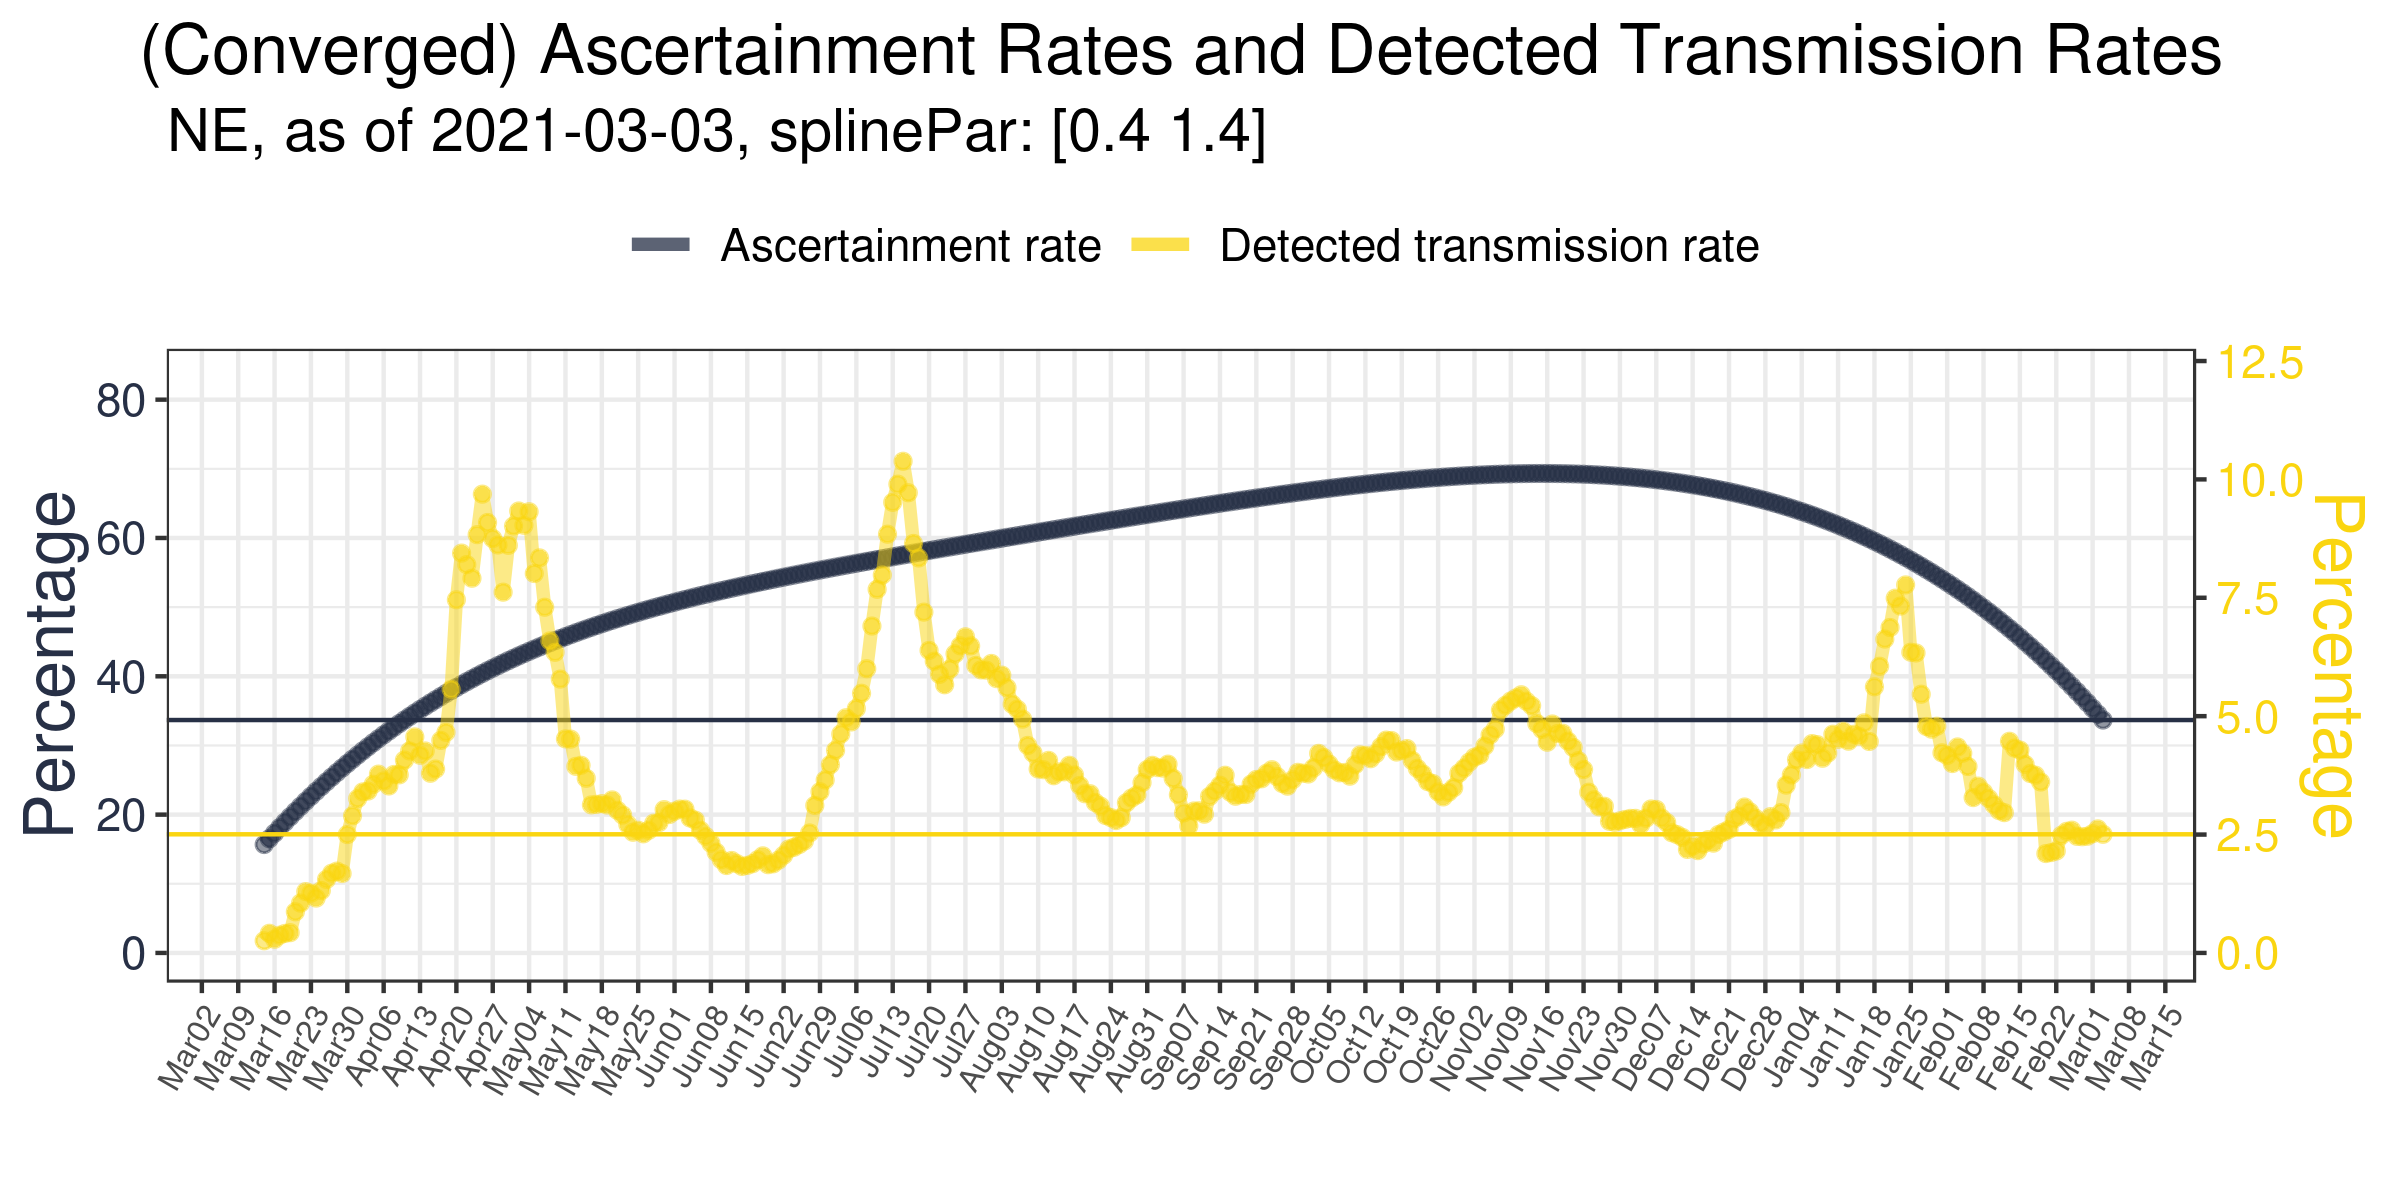 (Converged) Ascertainment Rates and Detected Transmission Rates
NE, as of 2021-03-03, splinePar: [0.4 1.4]
Ascertainment rate
Detected transmission rate
Percentage
80
60
40
20
0
12.5
10.0
7.5
5.0
2.5
0.0
Percentage
Mar02
Mar09
Mar16
Mar23
Mar30
Apr06
Apr13
Apr20
Apr27
May04
May11
May18
May25
Jun01
Jun08
Jun15
Jun22
Jun29
Jul06
Jul13
Jul20
Jul27
Aug03
Aug10
Aug17
Aug24
Aug31
Sep07
Sep14
Sep21
Sep28
Oct05
Oct12
Oct19
Oct26
Nov02
Nov09
Nov16
Nov23
Nov30
Dec07
Dec14
Dec21
Dec28
Jan04
Jan11
Jan18
Jan25
Feb01
Feb08
Feb15
Feb22
Mar01
Mar08
Mar15